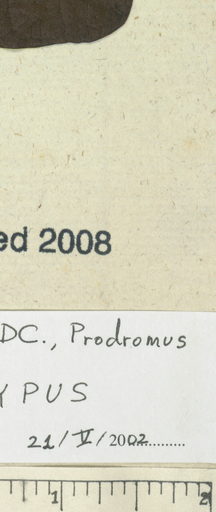 ed 2008
DC., Prodromus
YPUS
21/V/2002..........
1 2